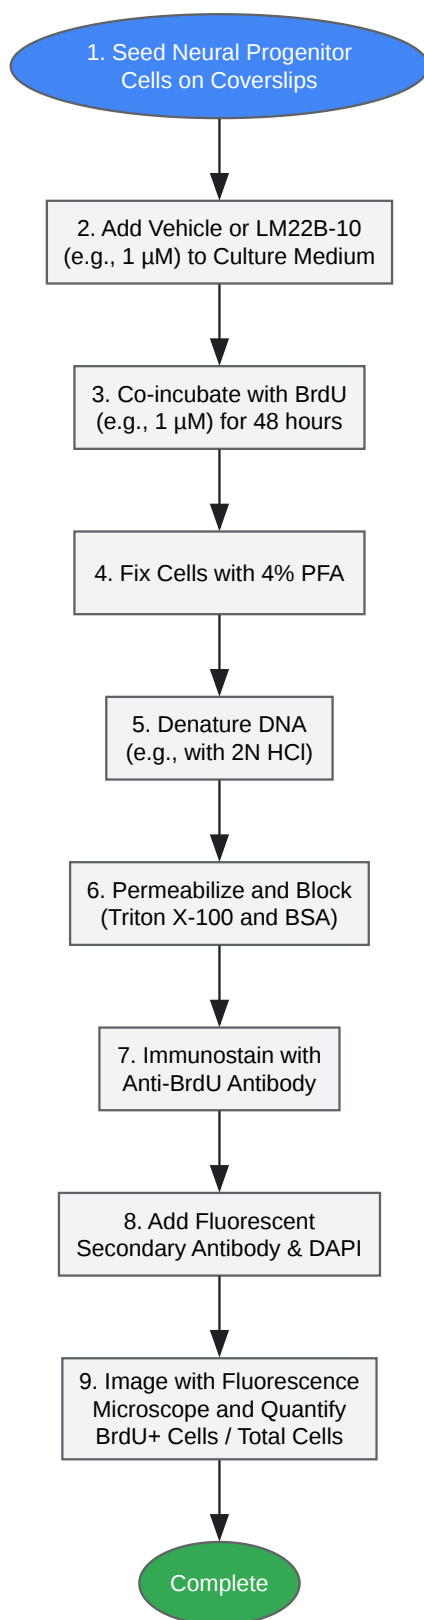 1. Seed Neural Progenitor
Cells on Coverslips
2. Add Vehicle or LM22B-10
(e.g., 1 µM) to Culture Medium
3. Co-incubate with BrdU
(e.g., 1 µM) for 48 hours
4. Fix Cells with 4% PFA
5. Denature DNA
(e.g., with 2N HCl)
6. Permeabilize and Block
(Triton X-100 and BSA)
7. Immunostain with
Anti-BrdU Antibody
8. Add Fluorescent
Secondary Antibody & DAPI
9. Image with Fluorescence
Microscope and Quantify
BrdU+ Cells / Total Cells
Complete